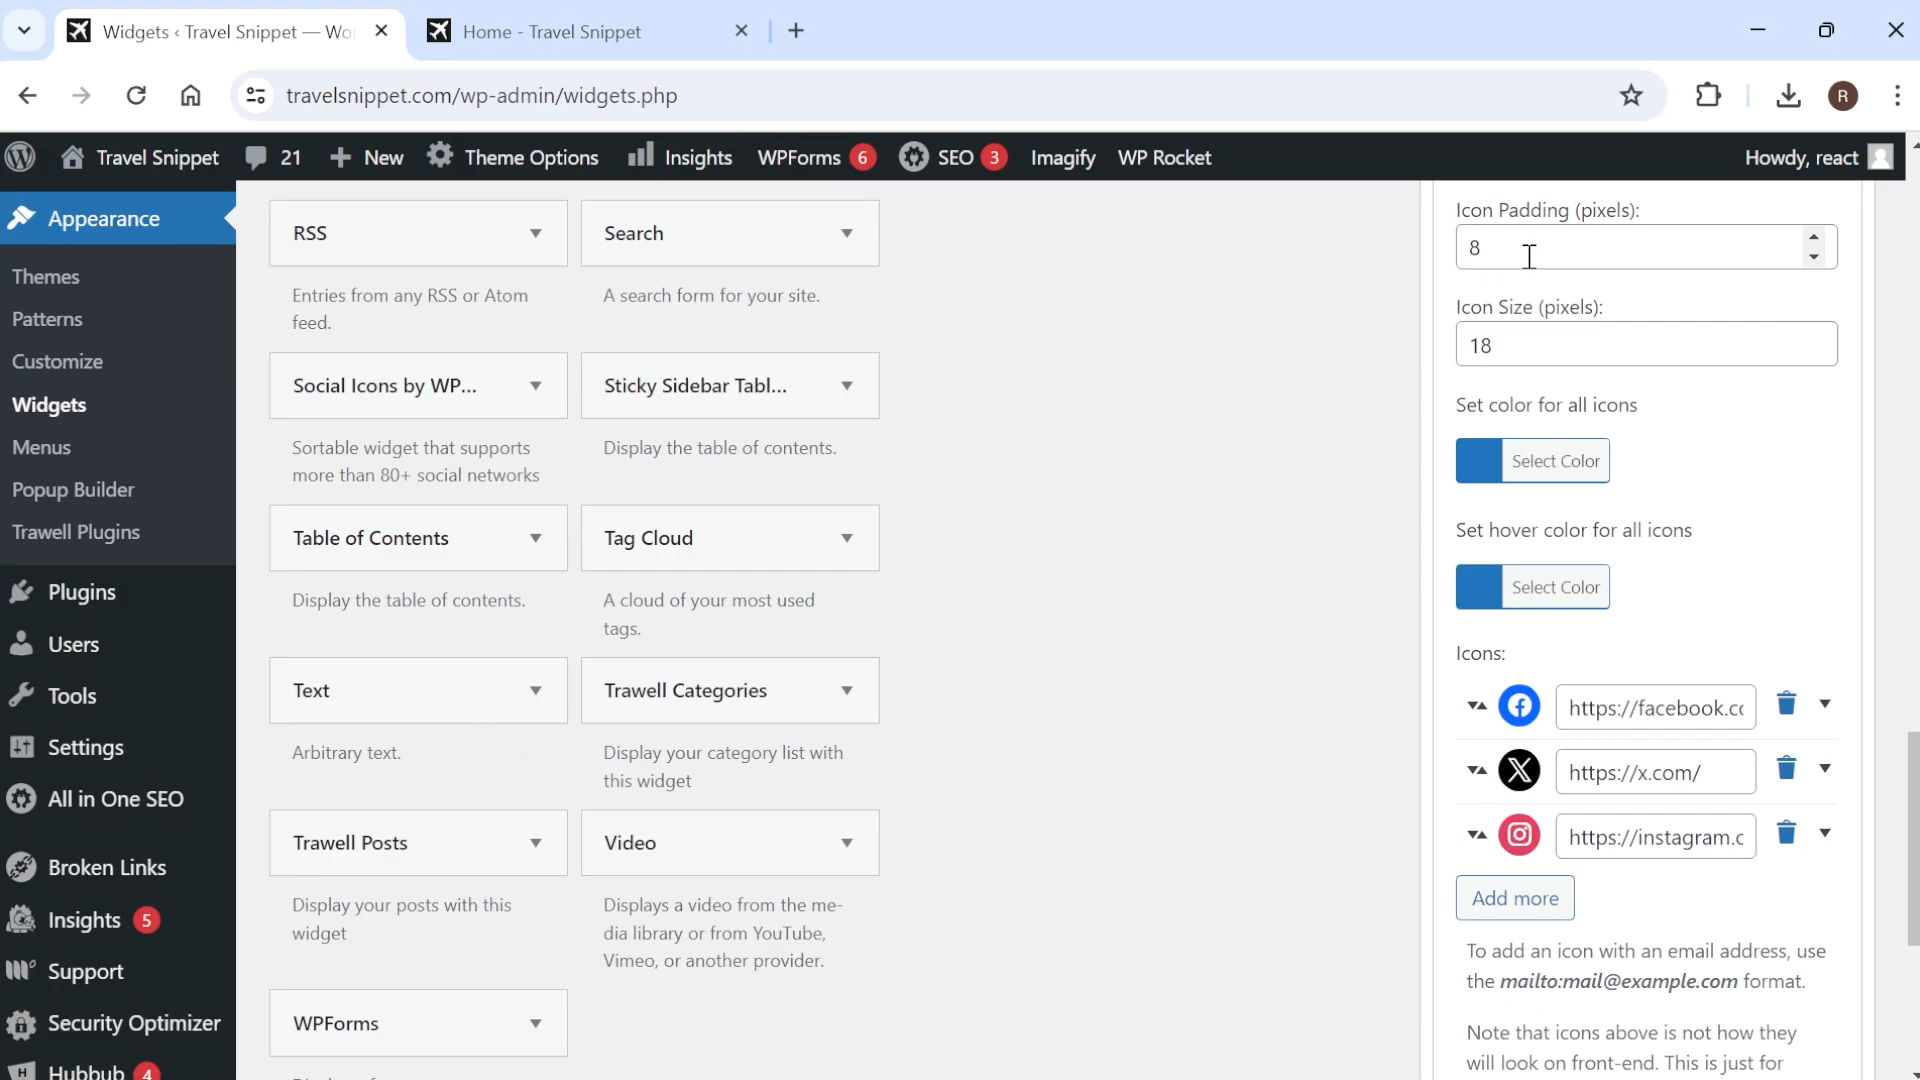 Widgets ‹ Travel Snippet — Wo
Home - Travel Snippet
travelsnippet.com/wp-admin/widgets.php
R
Travel Snippet
21
New
Theme Options
Insights
WPForms 6
SEO 3
Imagify
WP Rocket
Howdy, react
Appearance
Themes
Patterns
Customize
Widgets
Menus
Popup Builder
Trawell Plugins
Plugins
Users
Tools
Settings
All in One SEO
Broken Links
Insights 5
Support
Security Optimizer
Hubbub 4
RSS
Entries from any RSS or Atom
feed.
Search
A search form for your site.
Social Icons by WP...
Sortable widget that supports
more than 80+ social networks
Sticky Sidebar Tabl...
Display the table of contents.
Table of Contents
Display the table of contents.
Tag Cloud
A cloud of your most used
tags.
Text
Arbitrary text.
Trawell Categories
Display your category list with
this widget
Trawell Posts
Display your posts with this
widget
Video
Displays a video from the me-
dia library or from YouTube,
Vimeo, or another provider.
WPForms
Icon Padding (pixels):
8
Icon Size (pixels):
18
Set color for all icons
Select Color
Set hover color for all icons
Select Color
Icons:
https://facebook.co
https://x.com/
https://instagram.c
Add more
To add an icon with an email address, use
the mailto:mail@example.com format.
Note that icons above is not how they
will look on front-end. This is just for